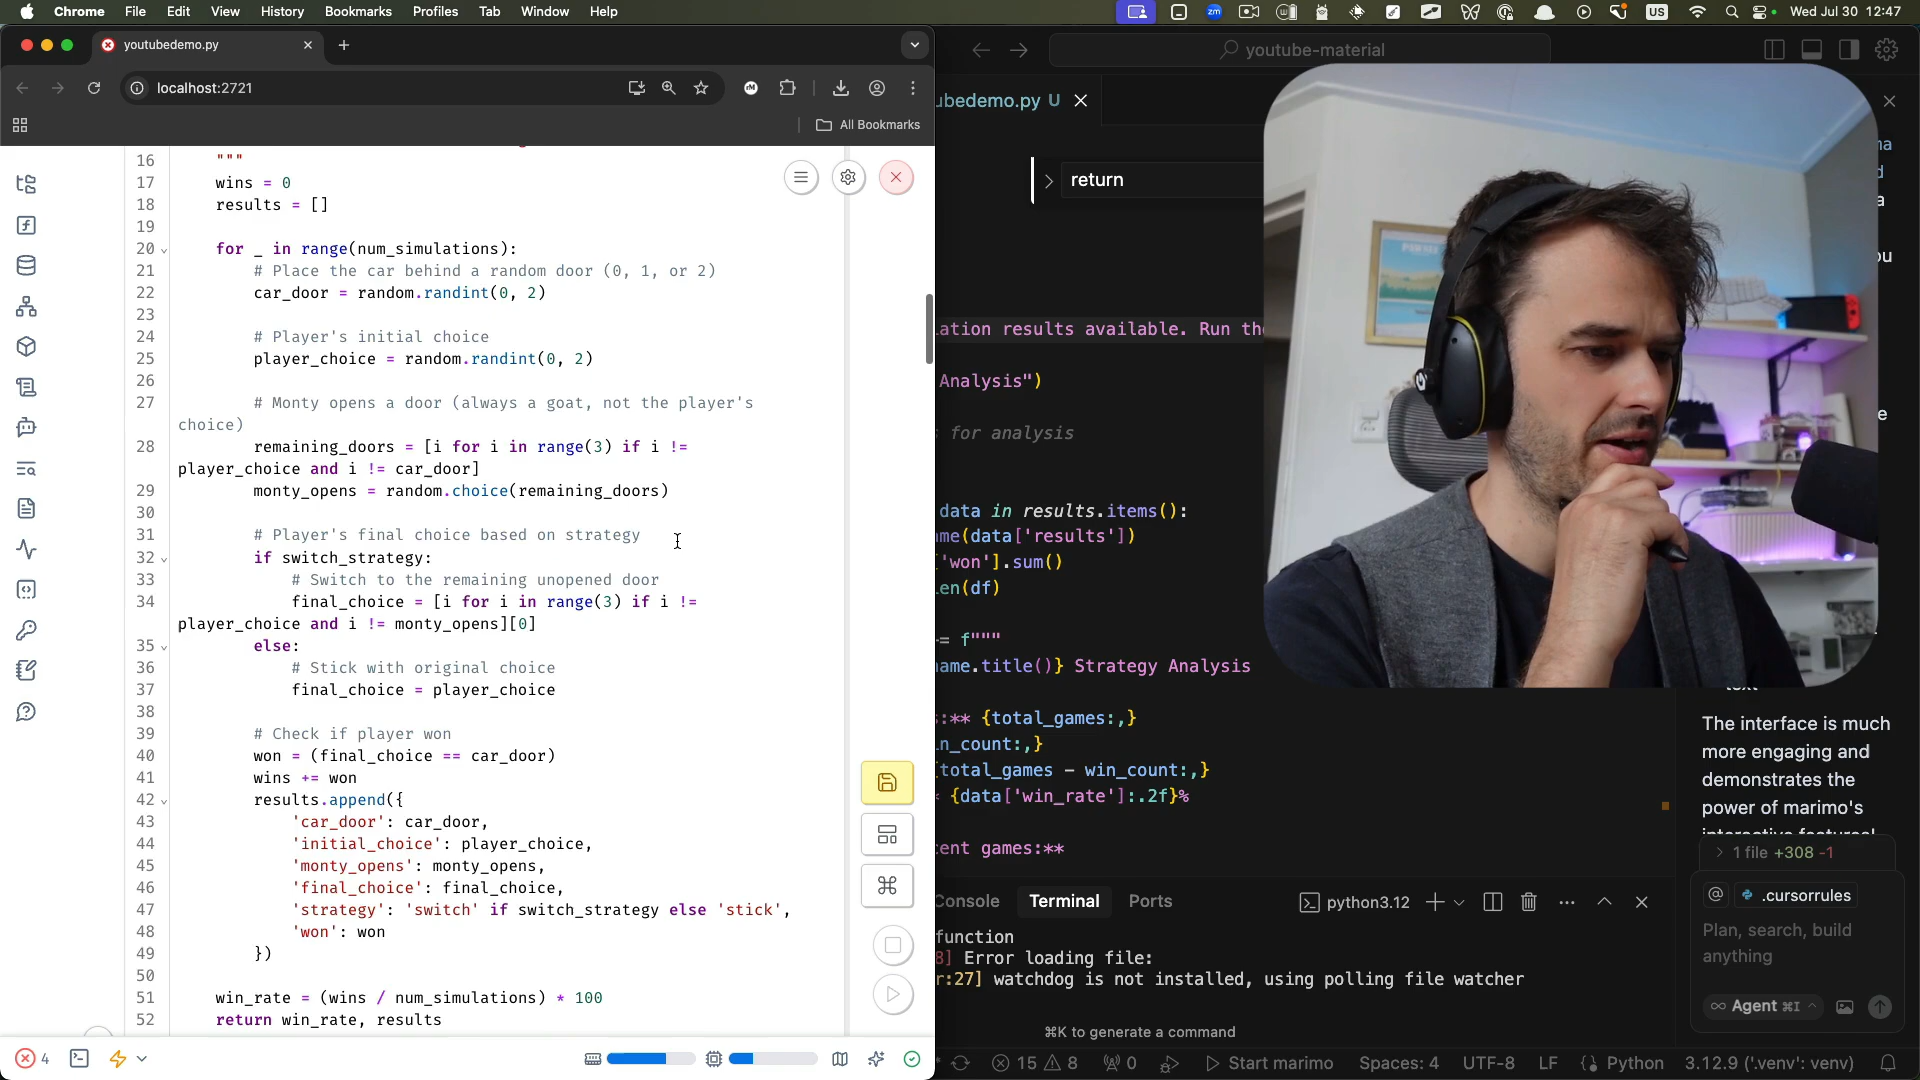 Chrome File Edit View History Bookmarks Profiles Tab Window Help
zm
US
Wed Jul 30 12:47
youtubedemo.py
localhost:2721
All Bookmarks
16 """
17 wins = 0
18 results = []
19
20 for _ in range(num_simulations):
21 # Place the car behind a random door (0, 1, or 2)
22 car_door = random.randint(0, 2)
23
24 # Player's initial choice
25 player_choice = random.randint(0, 2)
26
27 # Monty opens a door (always a goat, not the player's
choice)
28 remaining_doors = [i for i in range(3) if i !=
player_choice and i != car_door]
29 monty_opens = random.choice(remaining_doors)
30
31 # Player's final choice based on strategy
32 if switch_strategy:
33 # Switch to the remaining unopened door
34 final_choice = [i for i in range(3) if i !=
player_choice and i != monty_opens][0]
35 else:
36 # Stick with original choice
37 final_choice = player_choice
38
39 # Check if player won
40 won = (final_choice == car_door)
41 wins += won
42 results.append({
43 'car_door': car_door,
44 'initial_choice': player_choice,
45 'monty_opens': monty_opens,
46 'final_choice': final_choice,
47 'strategy': 'switch' if switch_strategy else 'stick',
48 'won': won
49 })
50
51 win_rate = (wins / num_simulations) * 100
52 return win_rate, results
4
youtube-material
ubedemo.py U
return
ation results available. Run the
Analysis")
for analysis
data in results.items():
me(data['results'])
'won'].sum()
en(df)
= f"""
ame.title()} Strategy Analysis
:** {total_games:,}
n_count:,}
total_games - win_count:,}
{data['win_rate']:.2f}%
ent games:**
The interface is much
more engaging and
demonstrates the
power of marimo's
1 file +308 -1
@ .cursorrules
Plan, search, build
anything
Agent ⌘I
Console Terminal Ports
python3.12
function
8] Error loading file:
r:27] watchdog is not installed, using polling file watcher
⌘K to generate a command
15 8 0 Start marimo Spaces: 4 UTF-8 LF Python 3.12.9 ('.venv': venv)